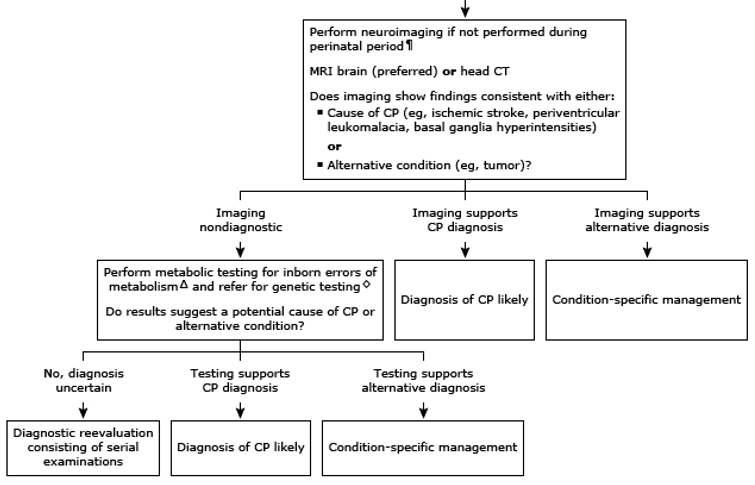 Perform neuroimaging if not performed during
perinatal period¶
MRI brain (preferred) or head CT
Does imaging show findings consistent with either:
▪ Cause of CP (eg, ischemic stroke, periventricular
leukomalacia, basal ganglia hyperintensities)
or
▪ Alternative condition (eg, tumor)?
Imaging
nondiagnostic
Imaging supports
CP diagnosis
Imaging supports
alternative diagnosis
Perform metabolic testing for inborn errors of
metabolismΔ and refer for genetic testing◇
Do results suggest a potential cause of CP or
alternative condition?
Diagnosis of CP likely
Condition-specific management
No, diagnosis
uncertain
Testing supports
CP diagnosis
Testing supports
alternative diagnosis
Diagnostic reevaluation
consisting of serial
examinations
Diagnosis of CP likely
Condition-specific management